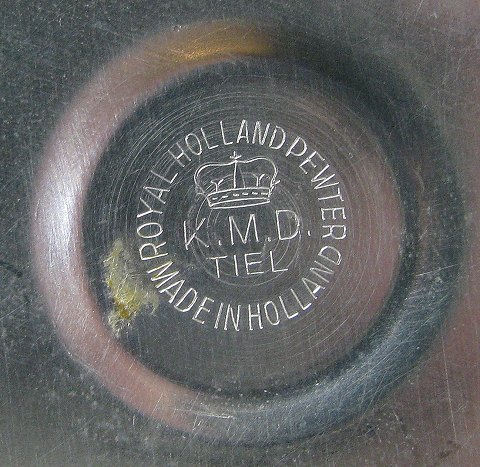 ROYAL HOLLAND PEWTER
K.M.D.
TIEL
MADE IN HOLLAND